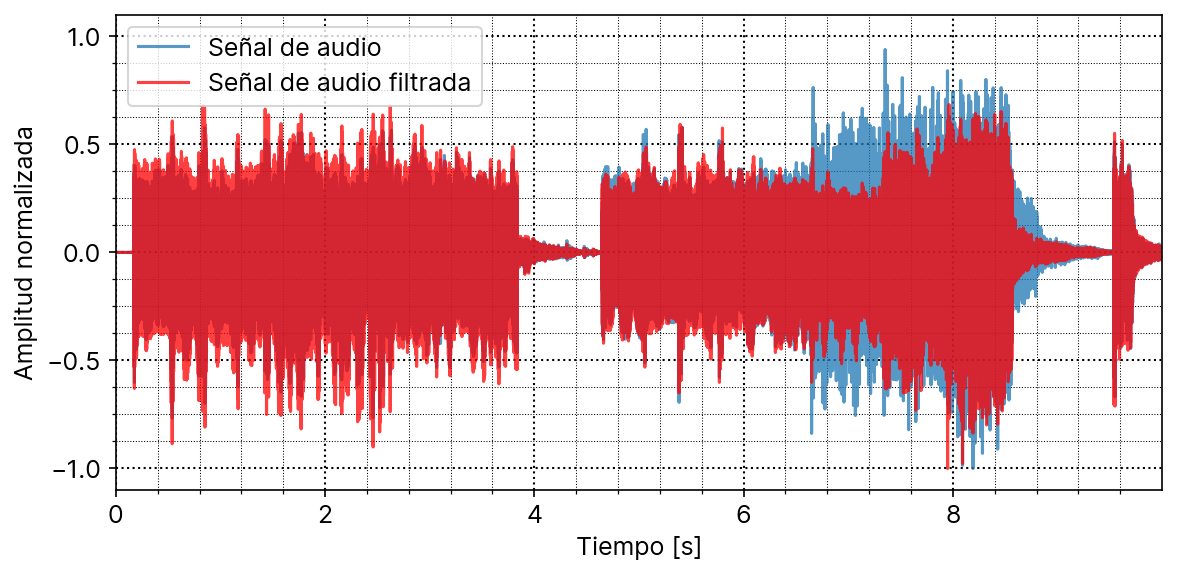 Señal de audio
Señal de audio filtrada
Amplitud normalizada
1.0
0.5
0.0
−0.5
−1.0
0 2 4 6 8
Tiempo [s]